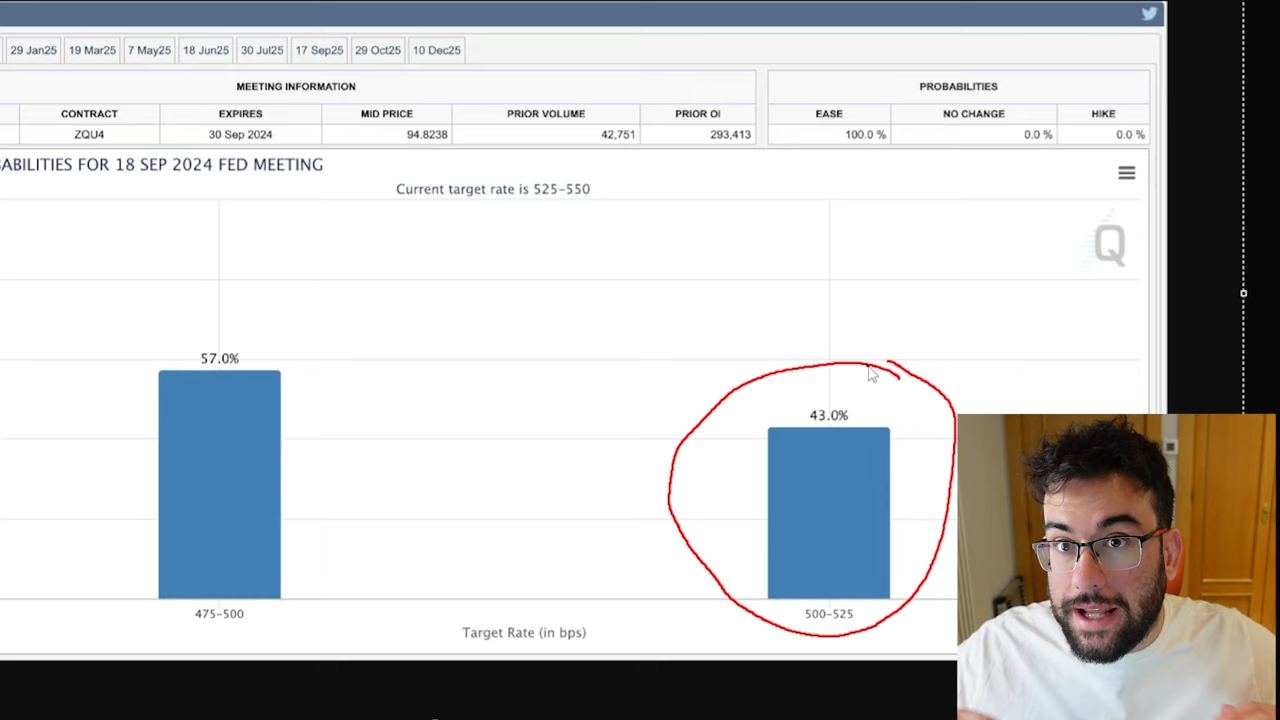 29 Jan25 19 Mar25 7 May25 18 Jun25 30 Jul25 17 Sep25 29 Oct25 10 Dec25
MEETING INFORMATION
CONTRACT EXPIRES MID PRICE PRIOR VOLUME PRIOR OI
ZQU4 30 Sep 2024 94.8238 42,751 293,413
PROBABILITIES
EASE NO CHANGE HIKE
100.0 % 0.0 % 0.0 %
ABILITIES FOR 18 SEP 2024 FED MEETING
Current target rate is 525-550
Q
57.0%
43.0%
475-500
500-525
Target Rate (in bps)